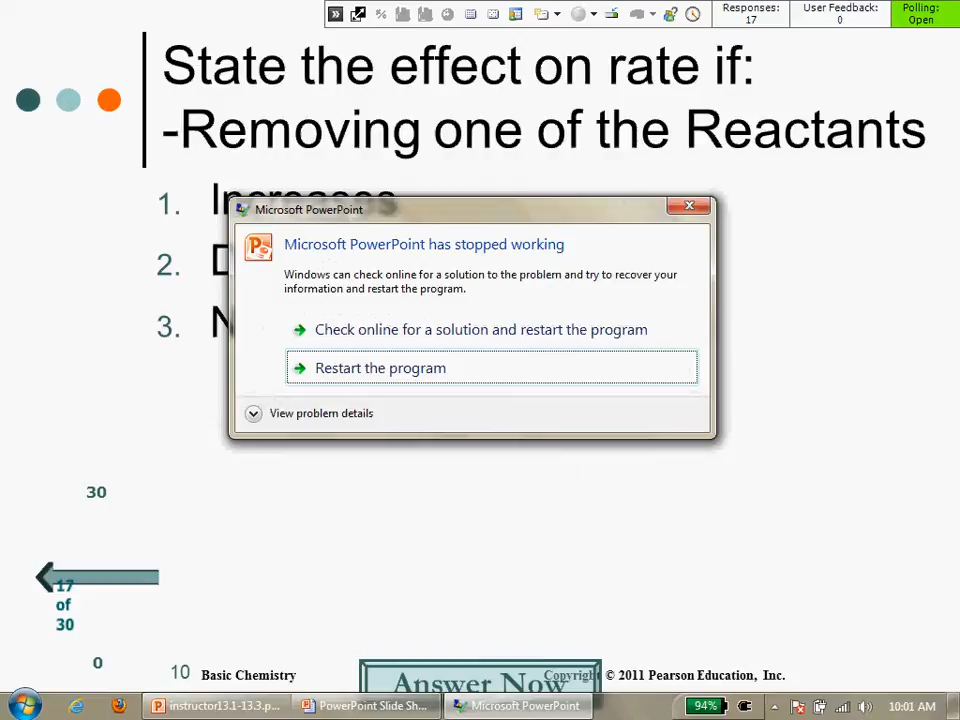 Responses:
17
User Feedback:
0
Polling:
Open
State the effect on rate if:
-Removing one of the Reactants
1. Increases
2. D
3. N
Microsoft PowerPoint
Microsoft PowerPoint has stopped working
Windows can check online for a solution to the problem and try to recover your
information and restart the program.
Check online for a solution and restart the program
Restart the program
View problem details
30
17
of
30
0
10 Basic Chemistry
Copyright © 2011 Pearson Education, Inc.
Answer Now
instructor13.1-13.3.p...
PowerPoint Slide Sh...
Microsoft PowerPoint
94%
10:01 AM